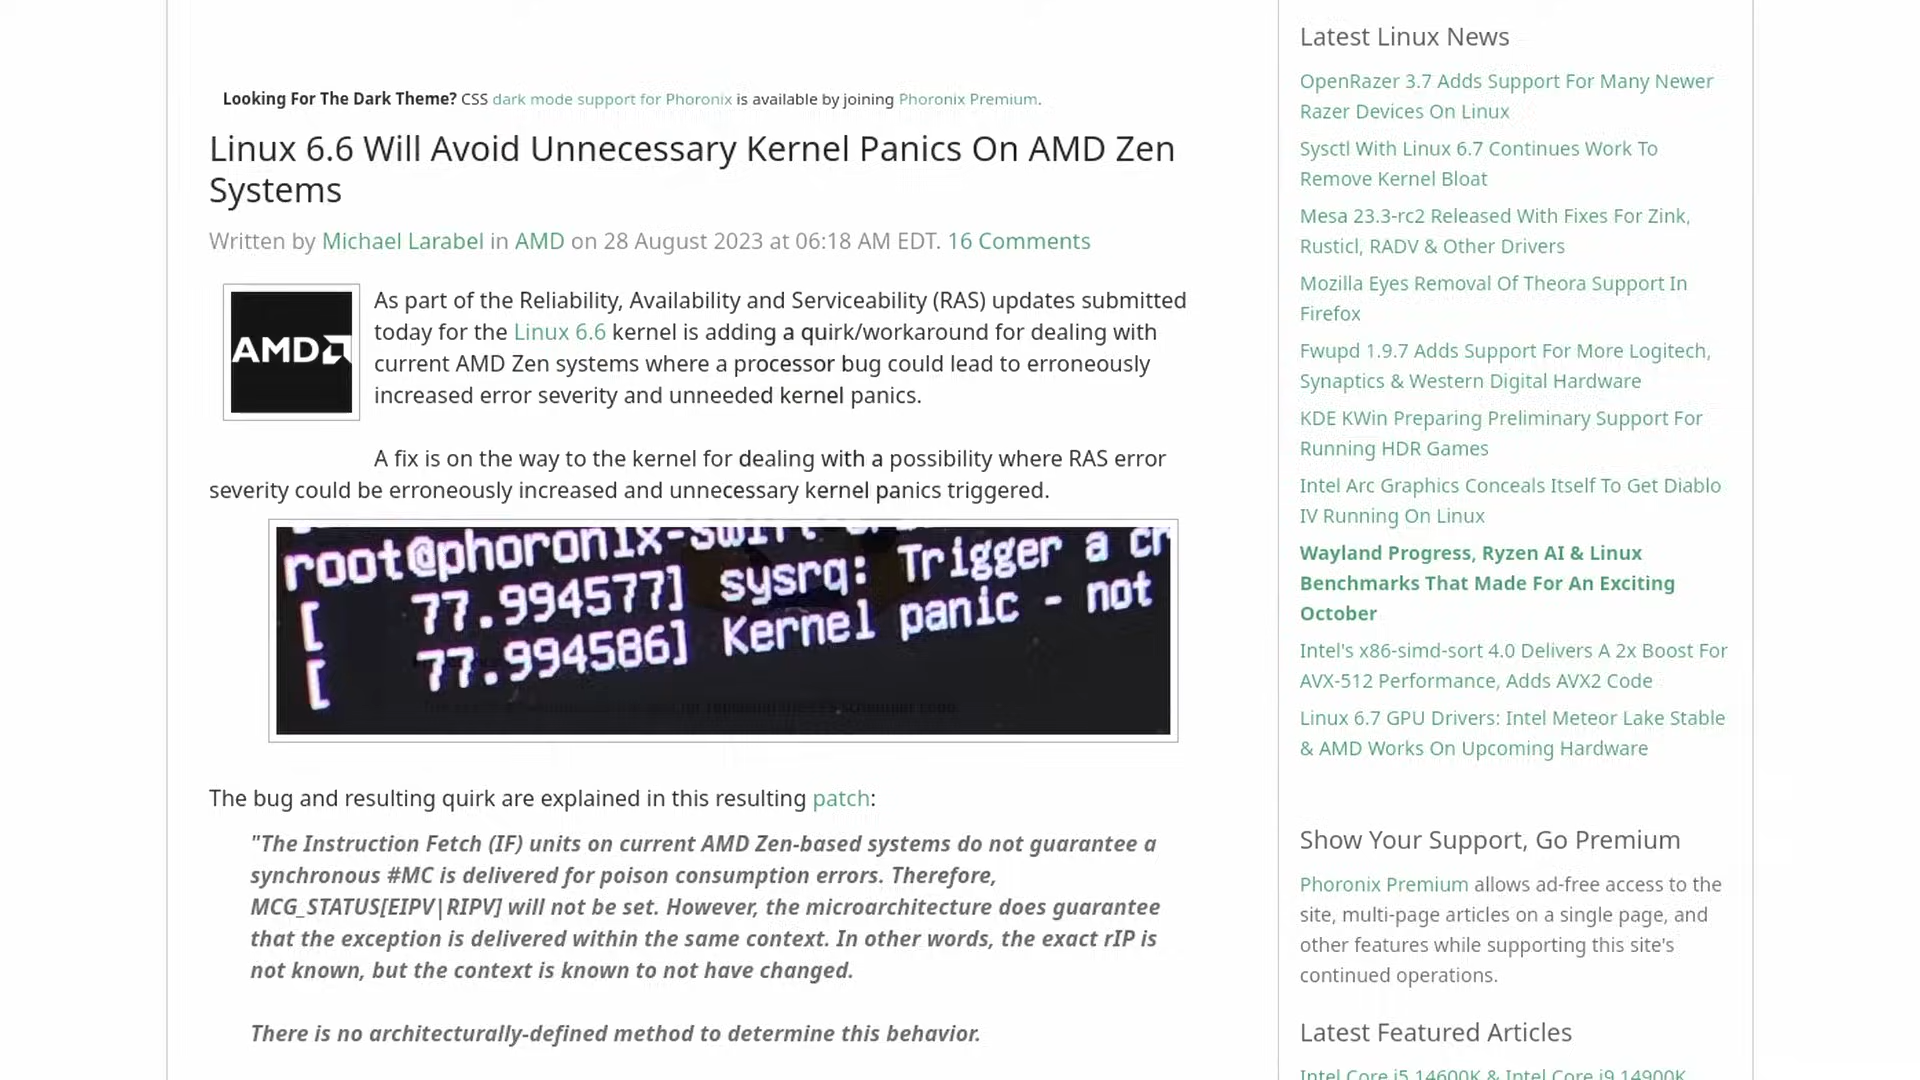 Looking For The Dark Theme? CSS dark mode support for Phoronix is available by joining Phoronix Premium.
Linux 6.6 Will Avoid Unnecessary Kernel Panics On AMD Zen
Systems
Written by Michael Larabel in AMD on 28 August 2023 at 06:18 AM EDT. 16 Comments
AMD
As part of the Reliability, Availability and Serviceability (RAS) updates submitted
today for the Linux 6.6 kernel is adding a quirk/workaround for dealing with
current AMD Zen systems where a processor bug could lead to erroneously
increased error severity and unneeded kernel panics.
A fix is on the way to the kernel for dealing with a possibility where RAS error
severity could be erroneously increased and unnecessary kernel panics triggered.
root@phoronix-swift
[ 77.994577] sysrq: Trigger a cr
[ 77.994586] Kernel panic - not
The bug and resulting quirk are explained in this resulting patch:
"The Instruction Fetch (IF) units on current AMD Zen-based systems do not guarantee a
synchronous #MC is delivered for poison consumption errors. Therefore,
MCG_STATUS[EIPV|RIPV] will not be set. However, the microarchitecture does guarantee
that the exception is delivered within the same context. In other words, the exact rIP is
not known, but the context is known to not have changed.
There is no architecturally-defined method to determine this behavior.
Latest Linux News
OpenRazer 3.7 Adds Support For Many Newer
Razer Devices On Linux
Sysctl With Linux 6.7 Continues Work To
Remove Kernel Bloat
Mesa 23.3-rc2 Released With Fixes For Zink,
Rusticl, RADV & Other Drivers
Mozilla Eyes Removal Of Theora Support In
Firefox
Fwupd 1.9.7 Adds Support For More Logitech,
Synaptics & Western Digital Hardware
KDE KWin Preparing Preliminary Support For
Running HDR Games
Intel Arc Graphics Conceals Itself To Get Diablo
IV Running On Linux
Wayland Progress, Ryzen AI & Linux
Benchmarks That Made For An Exciting
October
Intel's x86-simd-sort 4.0 Delivers A 2x Boost For
AVX-512 Performance, Adds AVX2 Code
Linux 6.7 GPU Drivers: Intel Meteor Lake Stable
& AMD Works On Upcoming Hardware
Show Your Support, Go Premium
Phoronix Premium allows ad-free access to the
site, multi-page articles on a single page, and
other features while supporting this site's
continued operations.
Latest Featured Articles
Intel Core i5 14600K & Intel Core i9 14900K